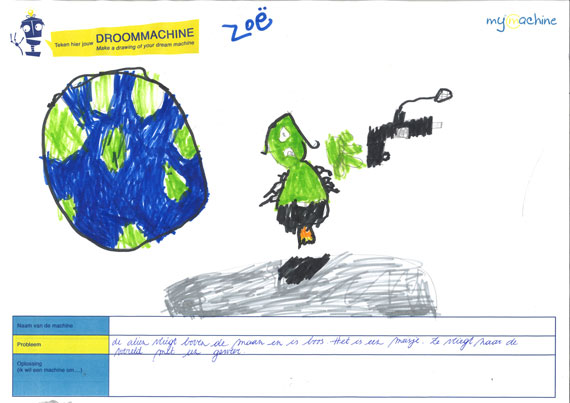 Teken hier jouw DROOMMACHINE
Make a drawing of your dream machine
Zoë
mymachine
Naam van de machine
Probleem
de alien vliegt boven de maan en is boos. Het is een meisje. Ze vliegt naar de
wereld met een geweer.
Oplossing
(ik wil een machine om ...)